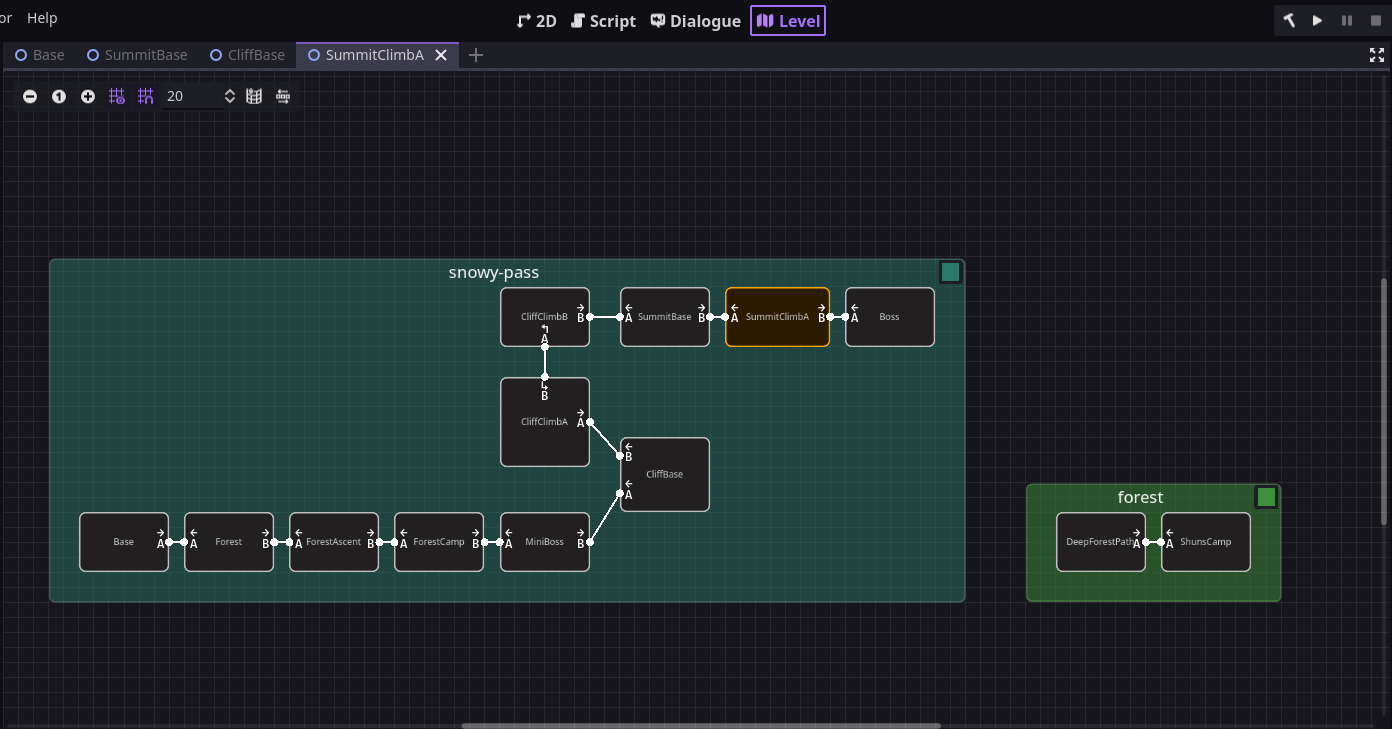 or Help
2D Script Dialogue Level
Base SummitBase CliffBase SummitClimbA
1 20
snowy-pass
CliffClimbB B A
A SummitBase B
A SummitClimbA B
A Boss
B CliffClimbA A
B CliffBase A
Base A
A Forest B
A ForestAscent B
A ForestCamp B
A MiniBoss B
forest
DeepForestPath A
A ShunsCamp